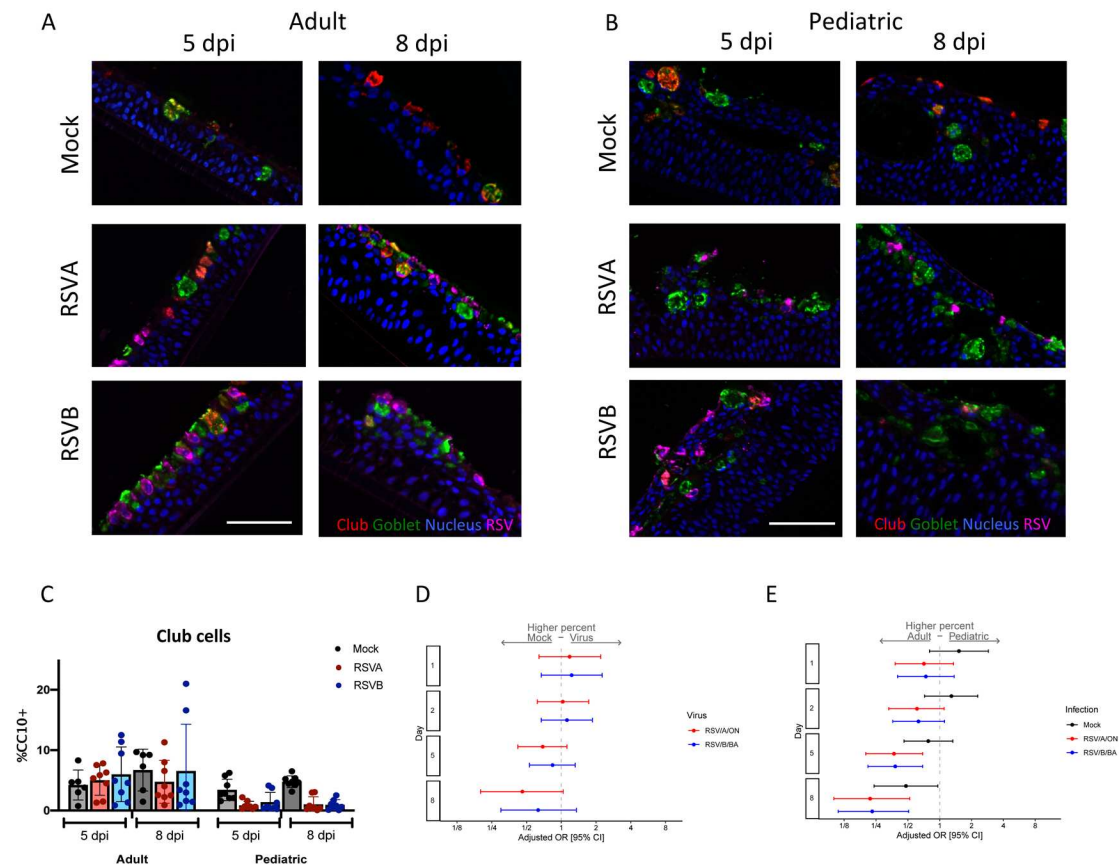 A
Adult
5 dpi
8 dpi
Mock
RSVA
RSVB
Club Goblet Nucleus RSV
B
Pediatric
5 dpi
8 dpi
Mock
RSVA
RSVB
Club Goblet Nucleus RSV
C
Club cells
Mock
RSVA
RSVB
%CC10+
20
10
0
5 dpi
8 dpi
5 dpi
8 dpi
Adult
Pediatric
D
Higher percent
Mock – Virus
Day
1
2
5
8
1/8
1/4
1/2
1
2
4
8
Adjusted OR [95% CI]
Virus
RSV/A/ON
RSV/B/BA
E
Higher percent
Adult – Pediatric
Day
1
2
5
8
1/8
1/4
1/2
1
2
4
8
Adjusted OR [95% CI]
Infection
Mock
RSV/A/ON
RSV/B/BA